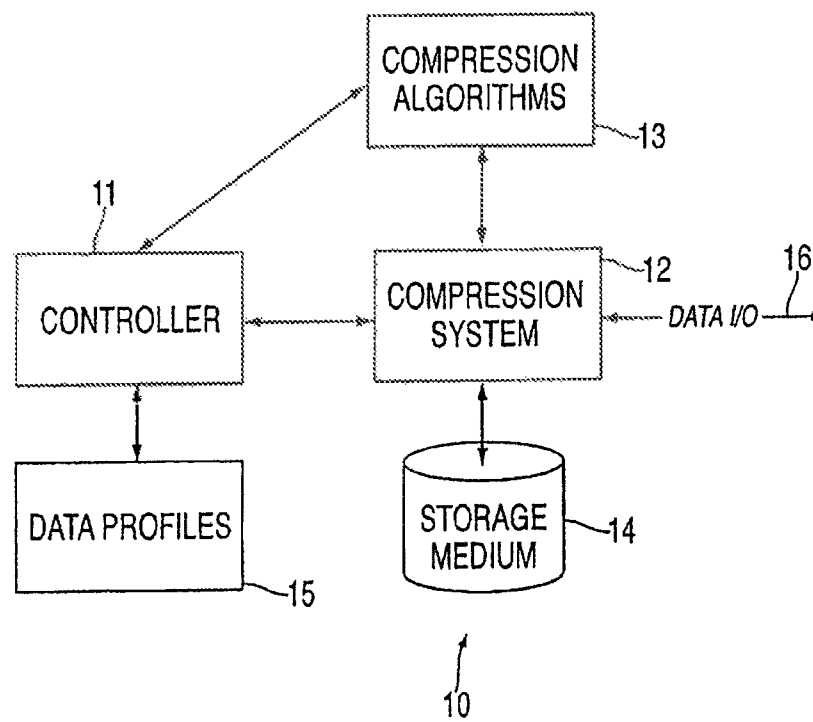 COMPRESSION
ALGORITHMS
13
11
CONTROLLER
12
COMPRESSION
SYSTEM
16
DATA I/O
DATA PROFILES
15
STORAGE
MEDIUM
14
10